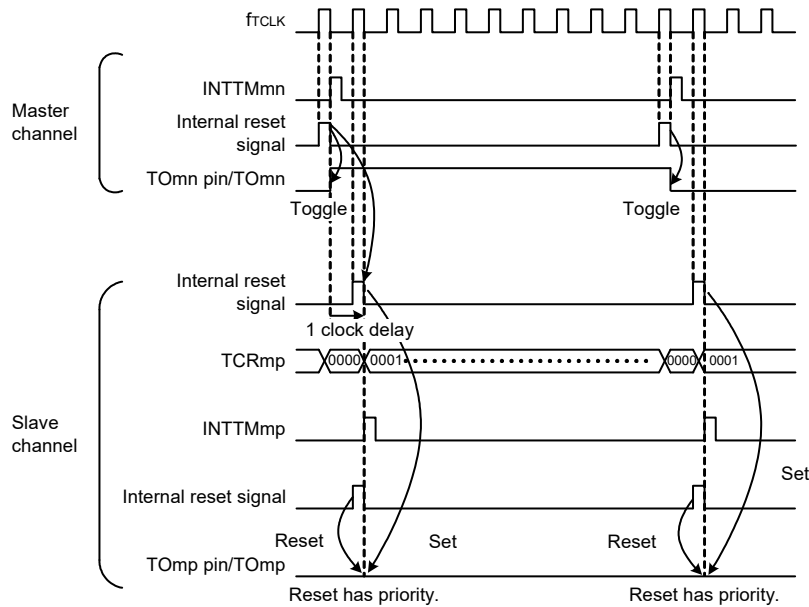 fTCLK
INTTMmn
Master
channel
Internal reset
signal
TOmn pin/TOmn
Toggle
Toggle
Internal reset
signal
1 clock delay
TCRmp
0000
0001
0000
0001
Slave
channel
INTTMmp
Set
Internal reset signal
Reset
Set
Reset
TOmp pin/TOmp
Reset has priority.
Reset has priority.